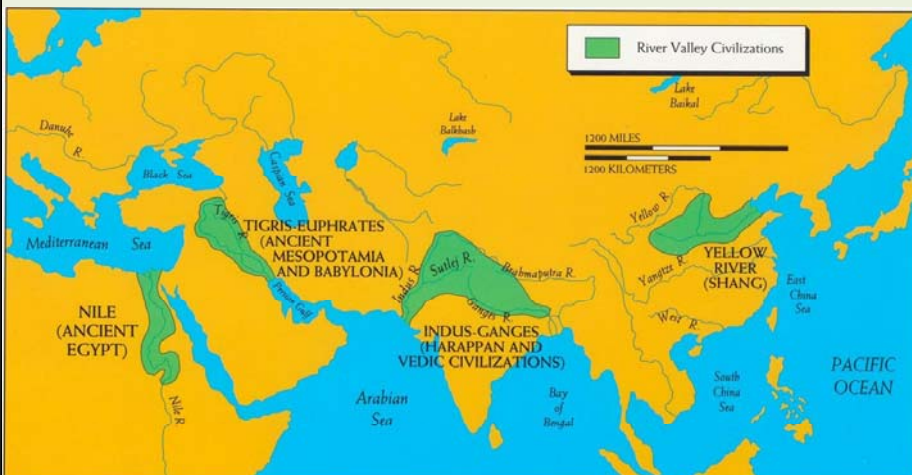 River Valley Civilizations
Lake
Baikal
Lake
Balkhash
1200 MILES
1200 KILOMETERS
Danube
R.
Black Sea
Caspian Sea
Yellow R.
Tigris R.
TIGRIS-EUPHRATES
(ANCIENT
MESOPOTAMIA
AND BABYLONIA)
Mediterranean Sea
Sutlej R.
Indus R.
Brahmaputra R.
YELLOW
RIVER
(SHANG)
Yangtze R.
East
China
Sea
Persian Gulf
NILE
(ANCIENT
EGYPT)
Ganges R.
West R.
INDUS-GANGES
(HARAPPAN AND
VEDIC CIVILIZATIONS)
PACIFIC
OCEAN
Arabian
Sea
Bay
of
Bengal
South
China
Sea
Nile R.